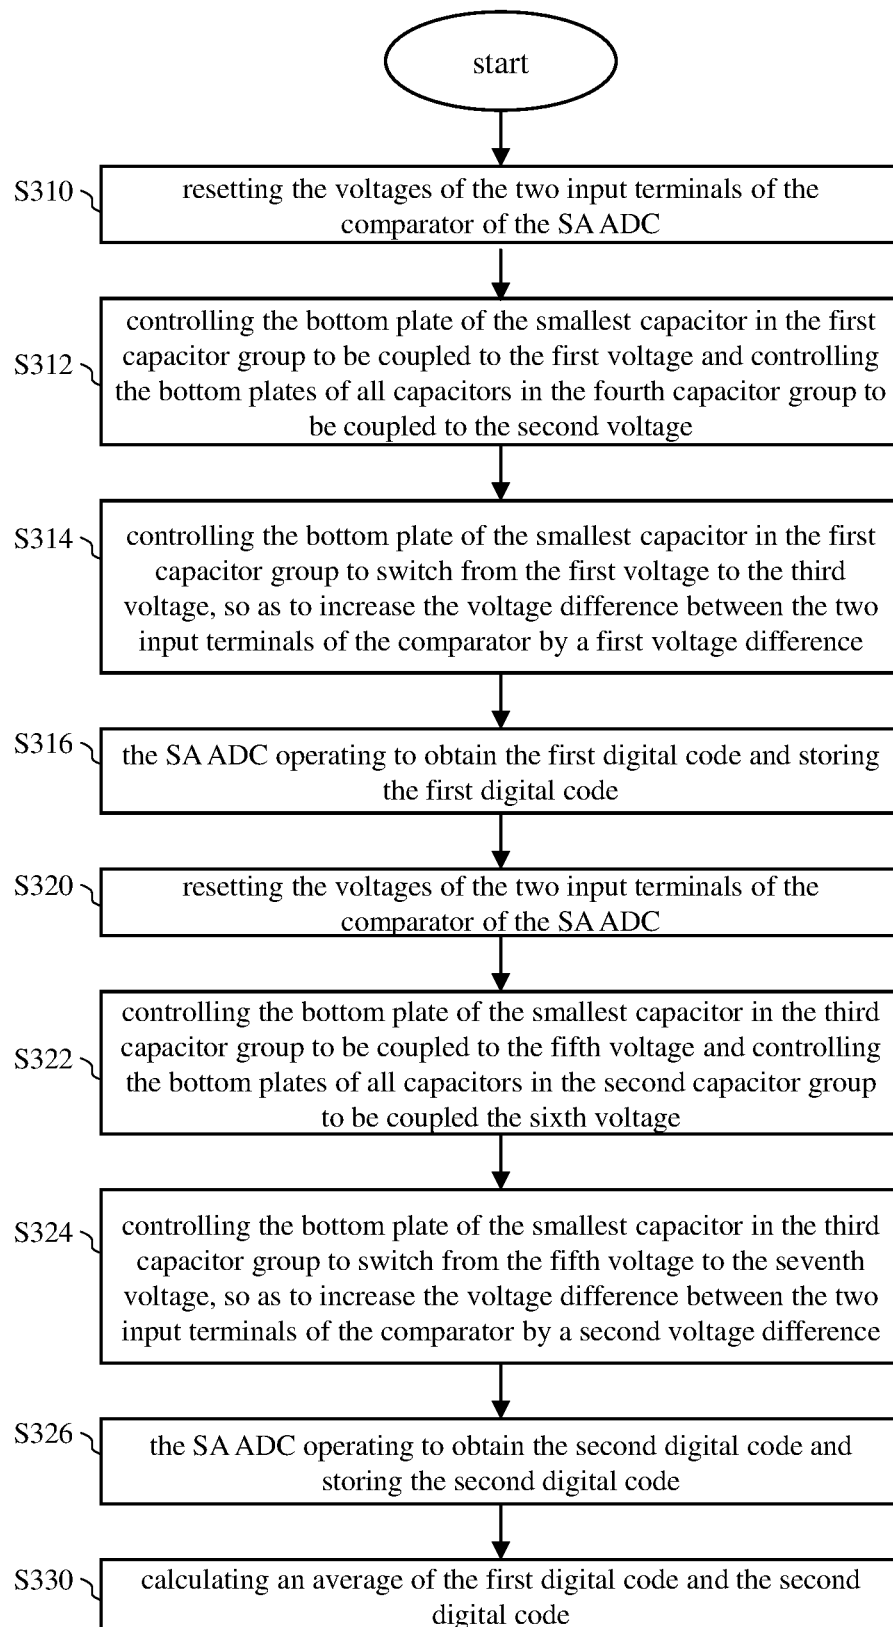 start
S310
resetting the voltages of the two input terminals of the
comparator of the SA ADC
S312
controlling the bottom plate of the smallest capacitor in the first
capacitor group to be coupled to the first voltage and controlling
the bottom plates of all capacitors in the fourth capacitor group to
be coupled to the second voltage
S314
controlling the bottom plate of the smallest capacitor in the first
capacitor group to switch from the first voltage to the third
voltage, so as to increase the voltage difference between the two
input terminals of the comparator by a first voltage difference
S316
the SA ADC operating to obtain the first digital code and storing
the first digital code
S320
resetting the voltages of the two input terminals of the
comparator of the SA ADC
S322
controlling the bottom plate of the smallest capacitor in the third
capacitor group to be coupled to the fifth voltage and controlling
the bottom plates of all capacitors in the second capacitor group
to be coupled the sixth voltage
S324
controlling the bottom plate of the smallest capacitor in the third
capacitor group to switch from the fifth voltage to the seventh
voltage, so as to increase the voltage difference between the two
input terminals of the comparator by a second voltage difference
S326
the SA ADC operating to obtain the second digital code and
storing the second digital code
S330
calculating an average of the first digital code and the second
digital code